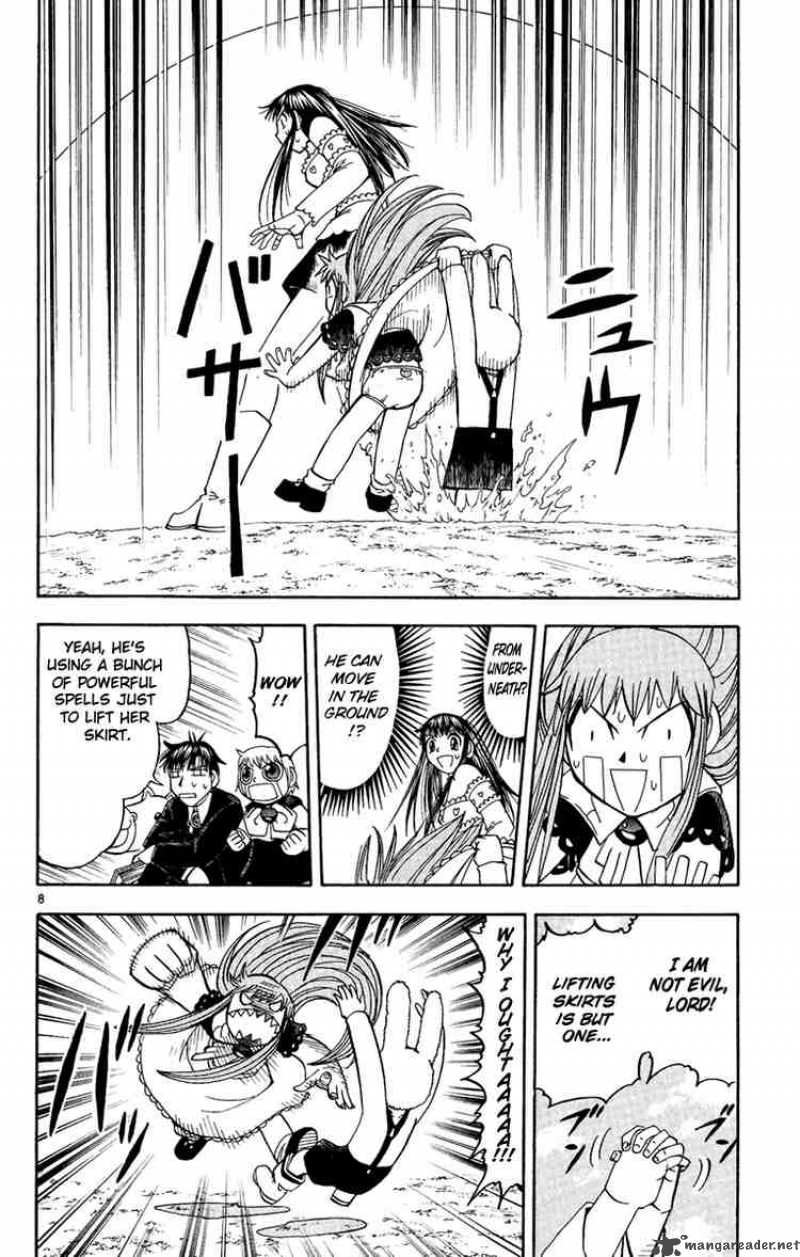 ニュウ
バサー
FROM
UNDER-
NEATH?
HE CAN
MOVE
IN THE
GROUND
!?
WOW
!!
YEAH, HE'S
USING A BUNCH
OF POWERFUL
SPELLS JUST
TO LIFT HER
SKIRT.
8
I AM
NOT EVIL,
LORD!
LIFTING
SKIRTS
IS BUT
ONE...
WHY I OUGHTAAAAA!!!
www.mangareader.net